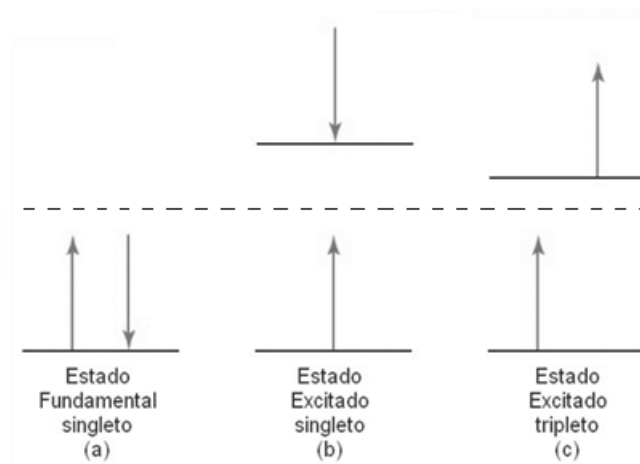 Estado
Fundamental
singleto
(a)
Estado
Excitado
singleto
(b)
Estado
Excitado
tripleto
(c)